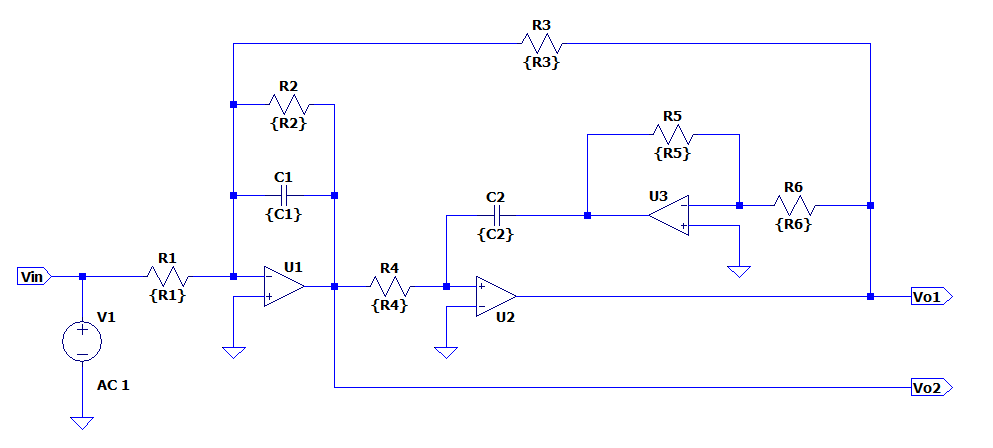 R3
{R3}
R2
{R2}
R5
{R5}
C1
{C1}
C2
{C2}
U3
R6
{R6}
Vin
R1
{R1}
U1
R4
{R4}
U2
Vo1
V1
AC 1
Vo2